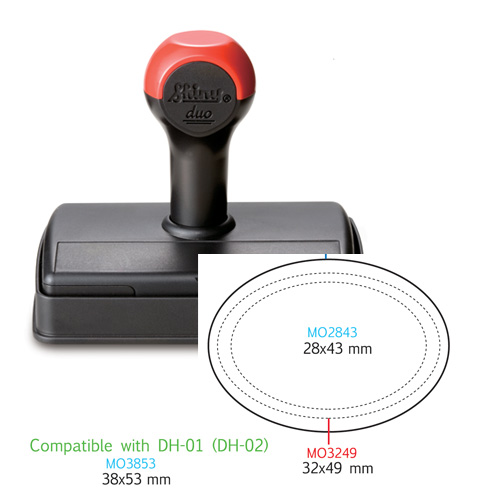 Shiny®
duo
MO2843
28x43 mm
Compatible with DH-01 (DH-02)
MO3853
38x53 mm
MO3249
32x49 mm